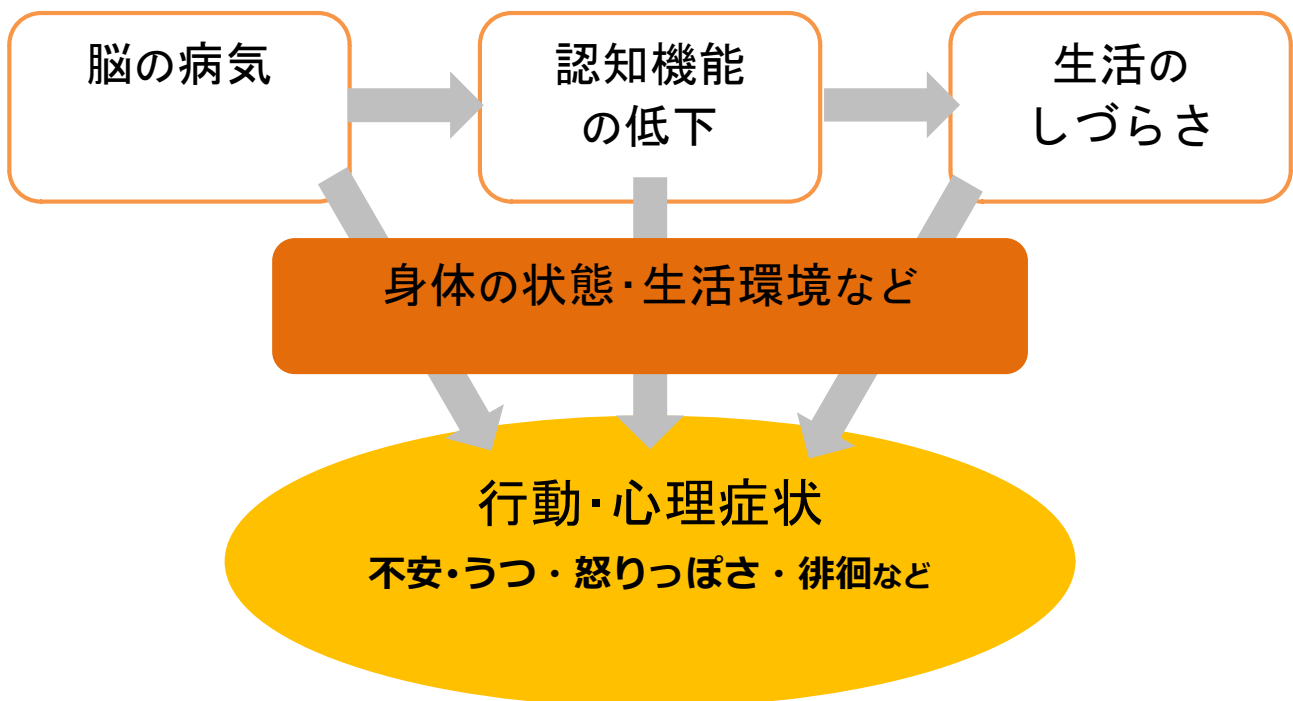 脳の病気
認知機能
の低下
生活の
しづらさ
身体の状態・生活環境など
行動・心理症状
不安・うつ・怒りっぽさ・徘徊など